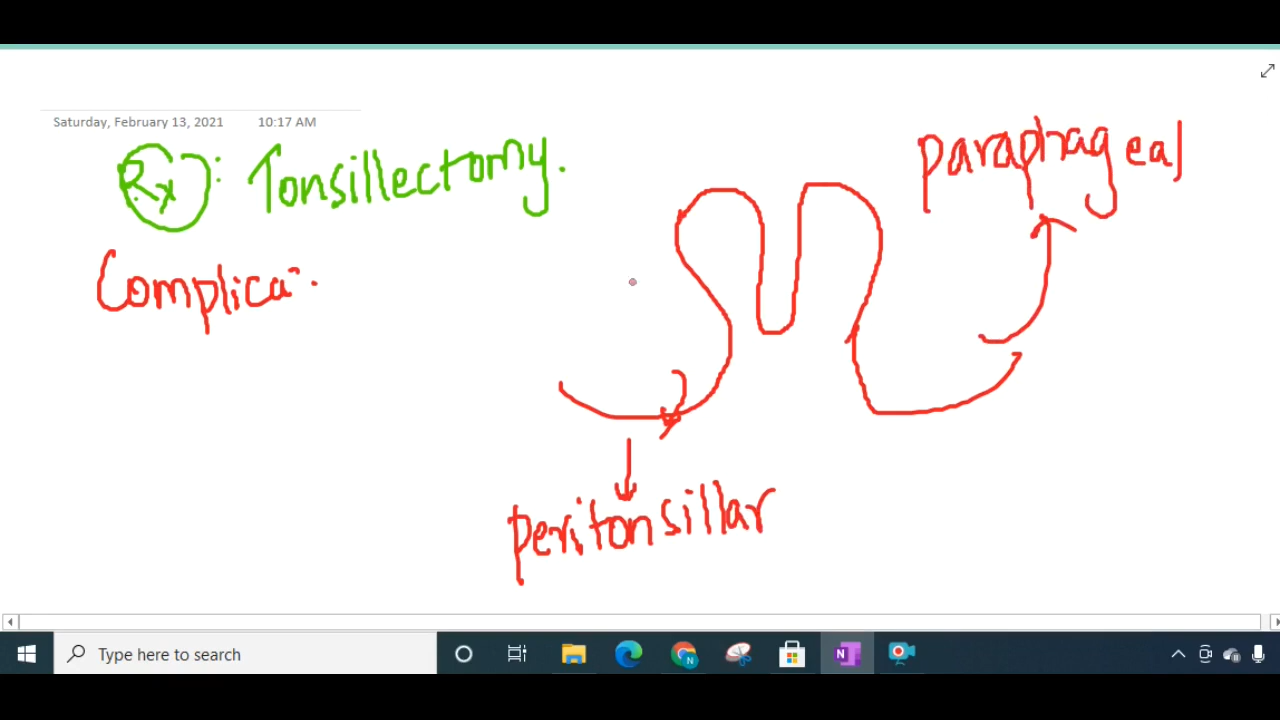 Saturday, February 13, 2021 10:17 AM
Rx : Tonsillectomy.
paraphageal
Complica:
peritonsillar
Type here to search